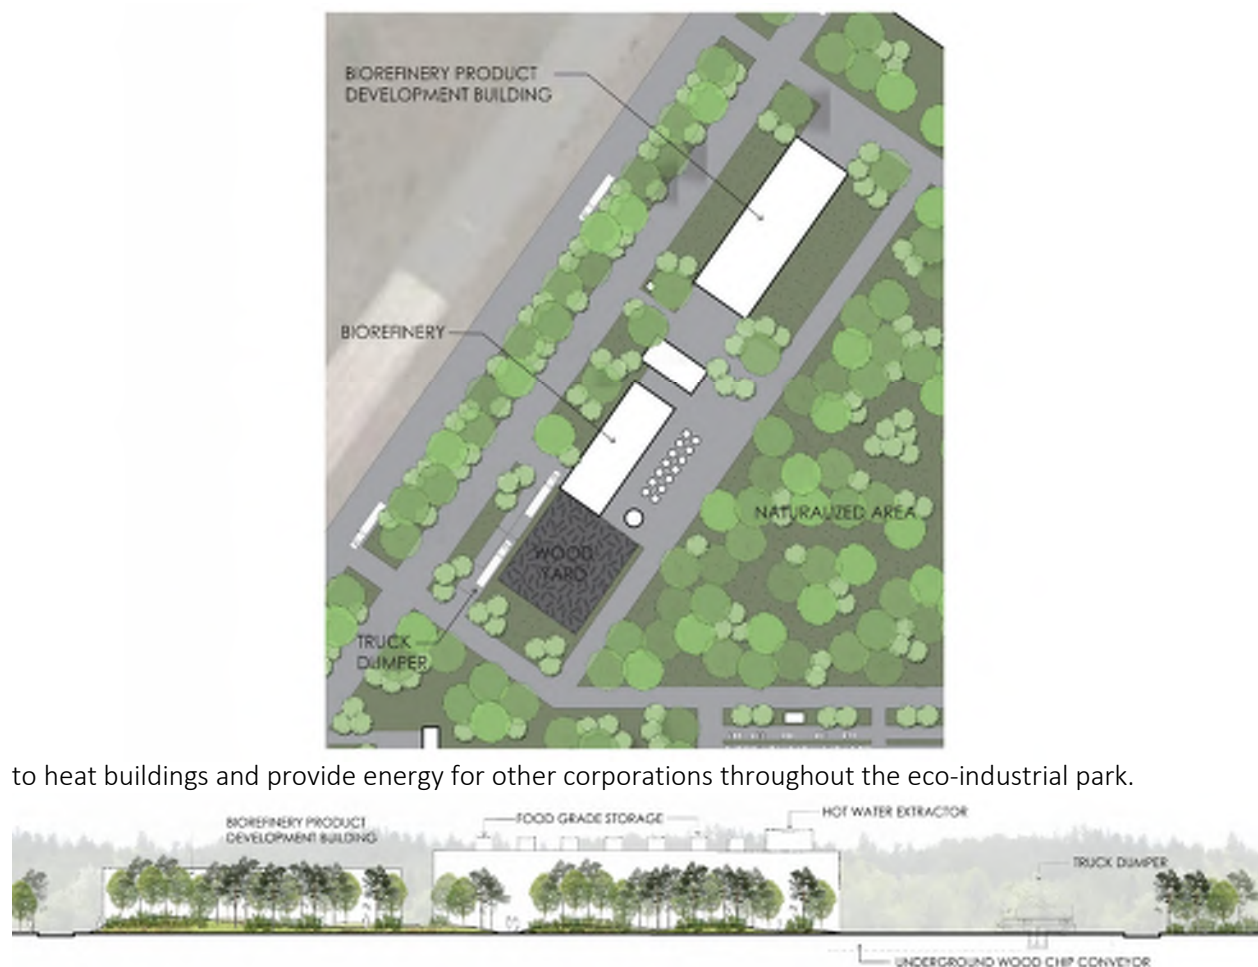 BIOREFINERY PRODUCT
DEVELOPMENT BUILDING
BIOREFINERY
NATURALIZED AREA
WOOD
YARD
TRUCK
DUMPER
to heat buildings and provide energy for other corporations throughout the eco-industrial park.
BIOREFINERY PRODUCT
DEVELOPMENT BUILDING
FOOD GRADE STORAGE
HOT WATER EXTRACTOR
TRUCK DUMPER
UNDERGROUND WOOD CHIP CONVEYOR